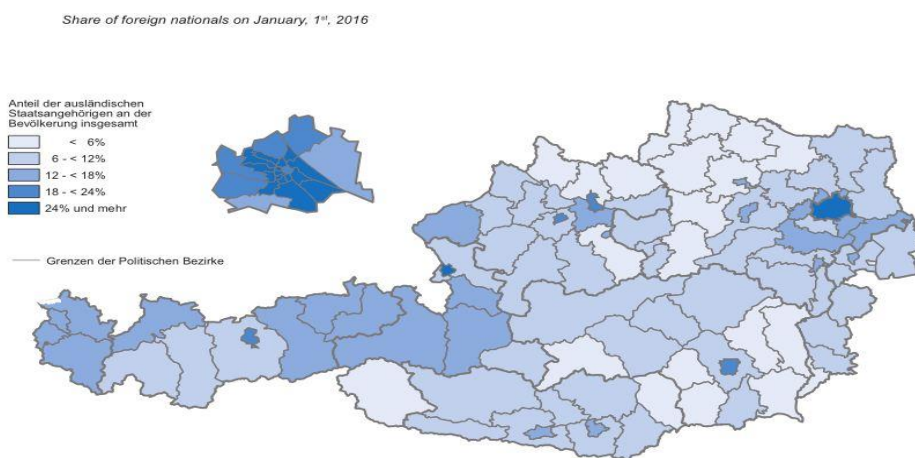 Share of foreign nationals on January, 1st, 2016
Anteil der ausländischen
Staatsangehörigen an der
Bevölkerung insgesamt
< 6%
6 - < 12%
12 - < 18%
18 - < 24%
24% und mehr
Grenzen der Politischen Bezirke